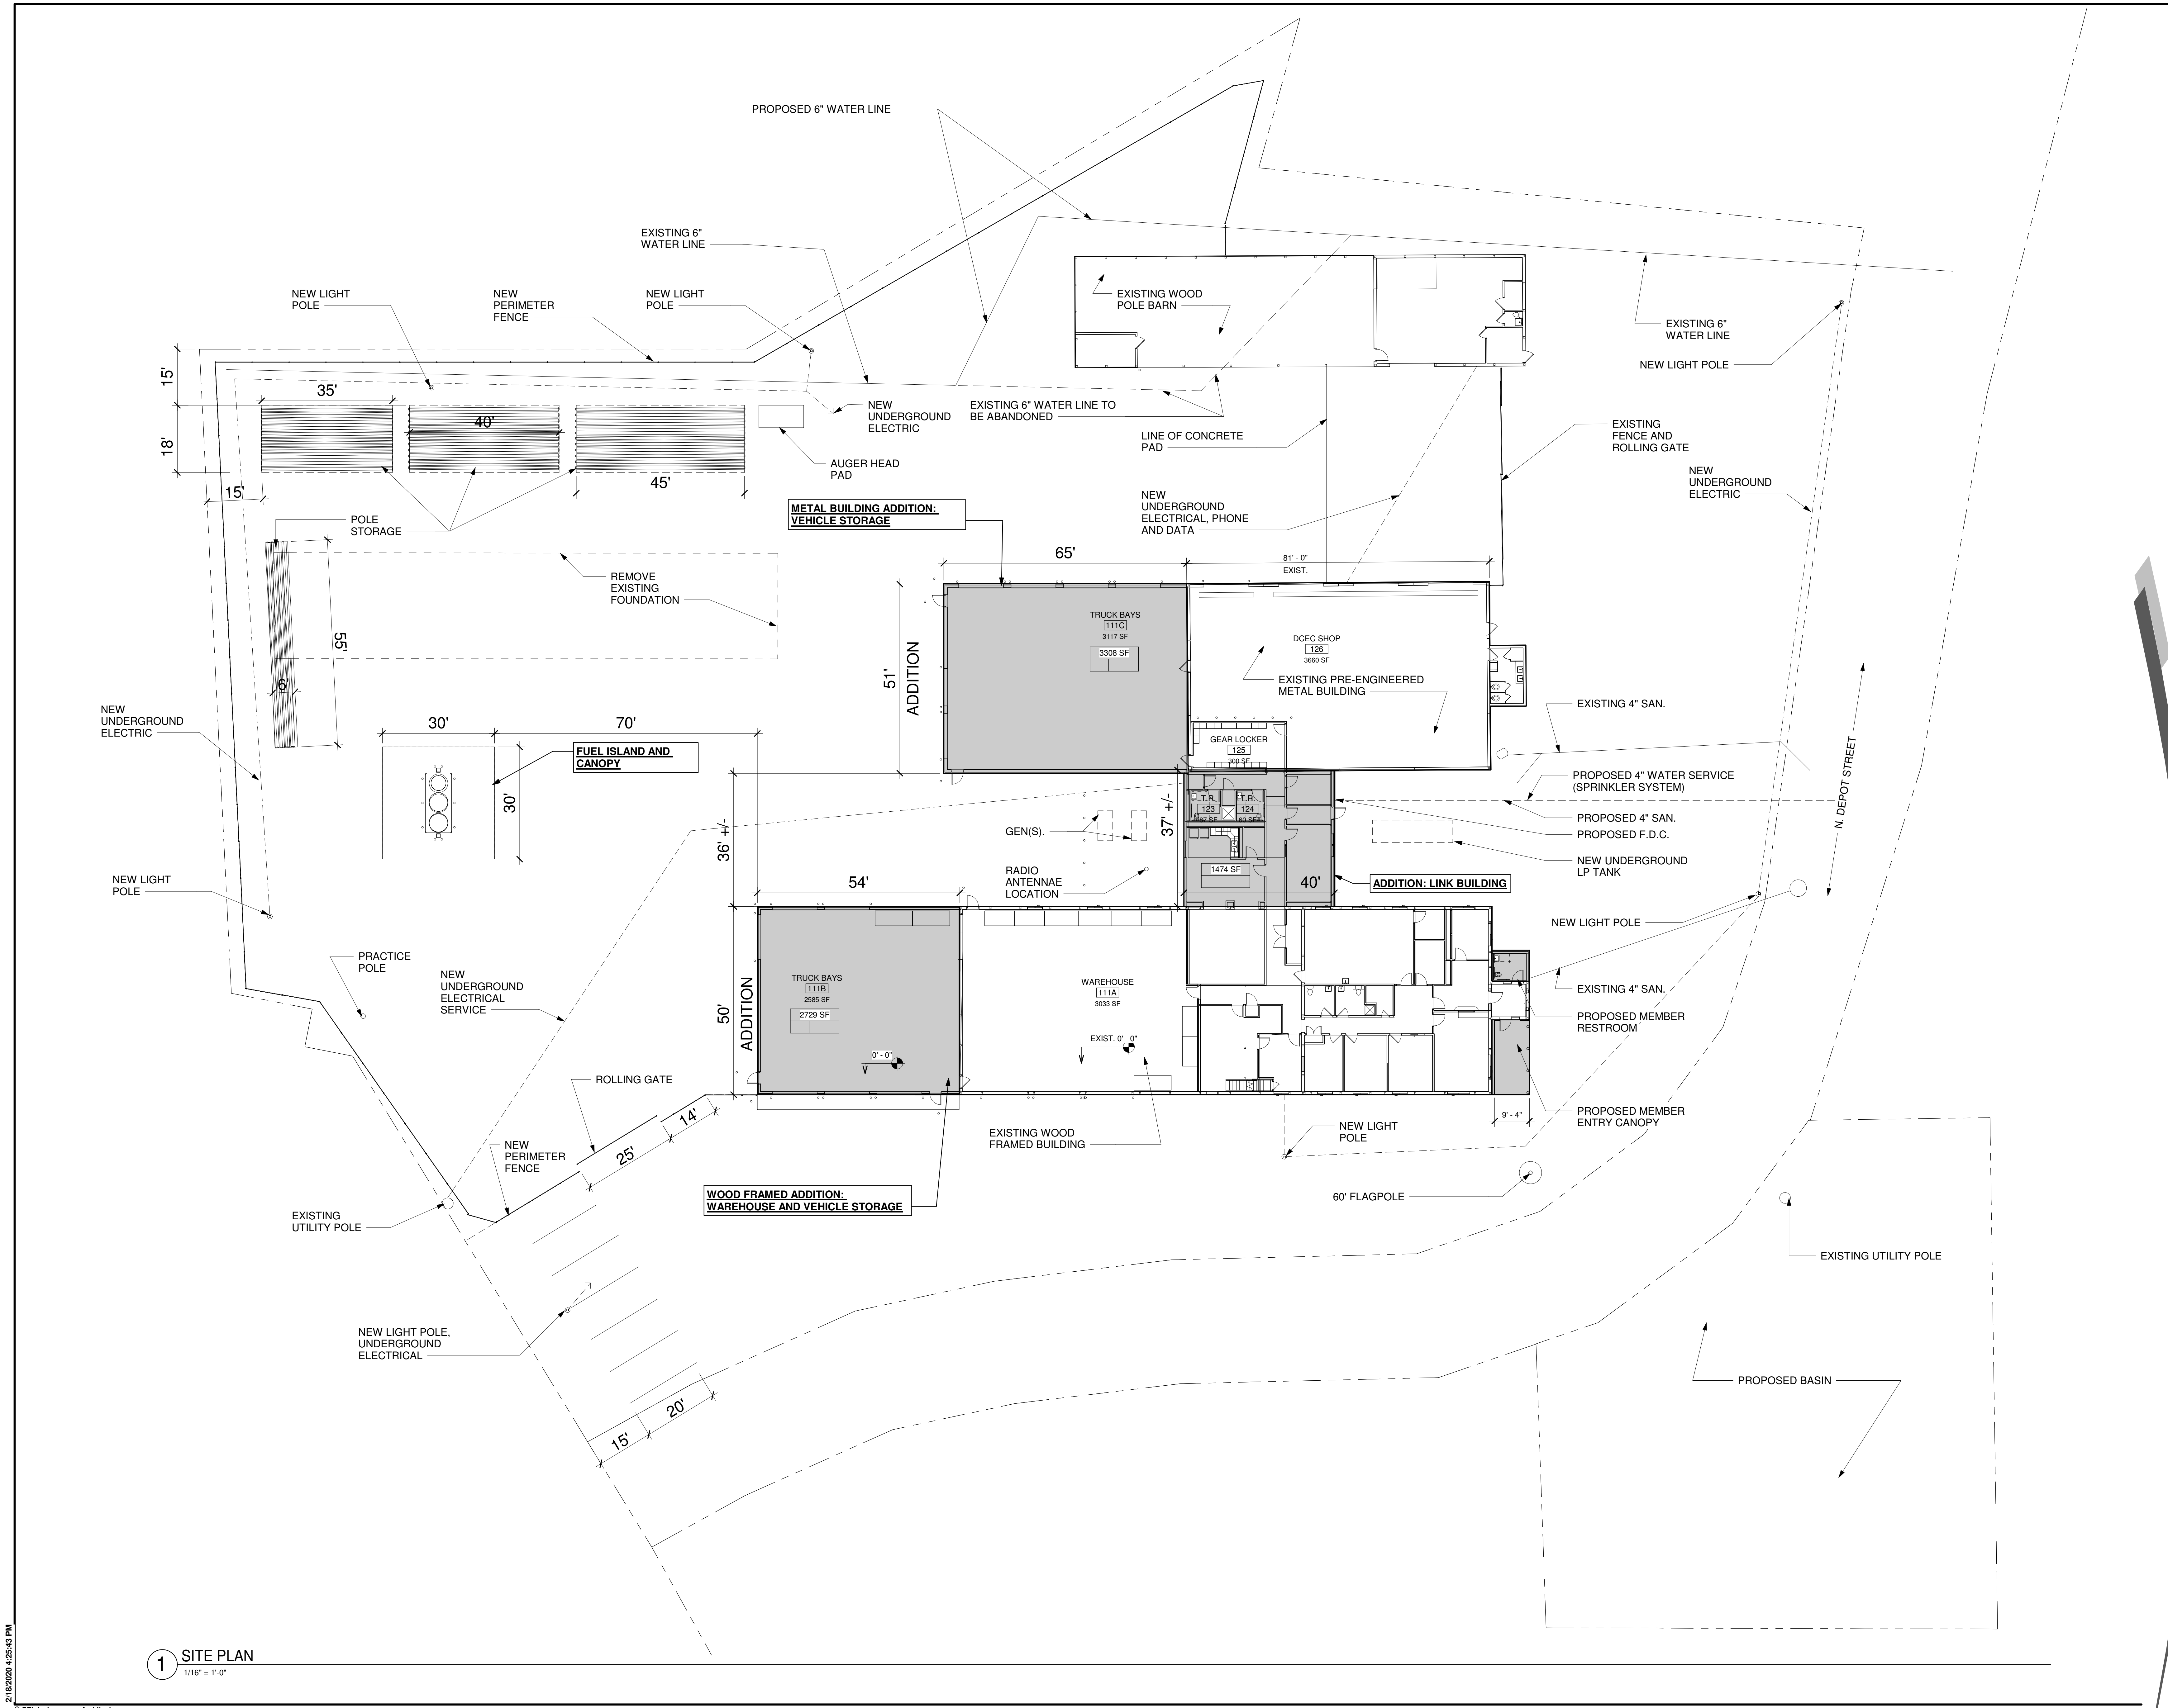 PROPOSED 6" WATER LINE
EXISTING 6"
WATER LINE
NEW LIGHT
POLE
NEW
PERIMETER
FENCE
NEW LIGHT
POLE
EXISTING WOOD
POLE BARN
EXISTING 6"
WATER LINE
NEW LIGHT POLE
15'
18'
35'
40'
45'
15'
NEW
UNDERGROUND
ELECTRIC
EXISTING 6" WATER LINE TO
BE ABANDONED
AUGER HEAD
PAD
LINE OF CONCRETE
PAD
EXISTING
FENCE AND
ROLLING GATE
NEW
UNDERGROUND
ELECTRIC
POLE
STORAGE
METAL BUILDING ADDITION:
VEHICLE STORAGE
NEW
UNDERGROUND
ELECTRICAL, PHONE
AND DATA
REMOVE
EXISTING
FOUNDATION
65'
81' - 0"
EXIST.
55'
6'
51'
ADDITION
TRUCK BAYS
111C
3117 SF
3308 SF
DCEC SHOP
126
3660 SF
EXISTING PRE-ENGINEERED
METAL BUILDING
NEW
UNDERGROUND
ELECTRIC
30'
70'
FUEL ISLAND AND
CANOPY
30'
GEAR LOCKER
125
300 SF
EXISTING 4" SAN.
N. DEPOT STREET
PROPOSED 4" WATER SERVICE
(SPRINKLER SYSTEM)
PROPOSED 4" SAN.
PROPOSED F.D.C.
NEW UNDERGROUND
LP TANK
36' +/-
37' +/-
T.R.
123
67 SF
T.R.
124
60 SF
GEN(S).
RADIO
ANTENNAE
LOCATION
1474 SF
40'
ADDITION: LINK BUILDING
NEW LIGHT
POLE
54'
NEW LIGHT POLE
PRACTICE
POLE
NEW
UNDERGROUND
ELECTRICAL
SERVICE
50'
ADDITION
TRUCK BAYS
111B
2585 SF
2729 SF
0' - 0"
WAREHOUSE
111A
3033 SF
EXIST. 0' - 0"
EXISTING 4" SAN.
PROPOSED MEMBER
RESTROOM
ROLLING GATE
14'
25'
NEW
PERIMETER
FENCE
EXISTING WOOD
FRAMED BUILDING
NEW LIGHT
POLE
9' - 4"
PROPOSED MEMBER
ENTRY CANOPY
WOOD FRAMED ADDITION:
WAREHOUSE AND VEHICLE STORAGE
60' FLAGPOLE
EXISTING
UTILITY POLE
EXISTING UTILITY POLE
NEW LIGHT POLE,
UNDERGROUND
ELECTRICAL
20'
15'
PROPOSED BASIN
1 SITE PLAN
1/16" = 1'-0"
2/18/2020 4:25:43 PM